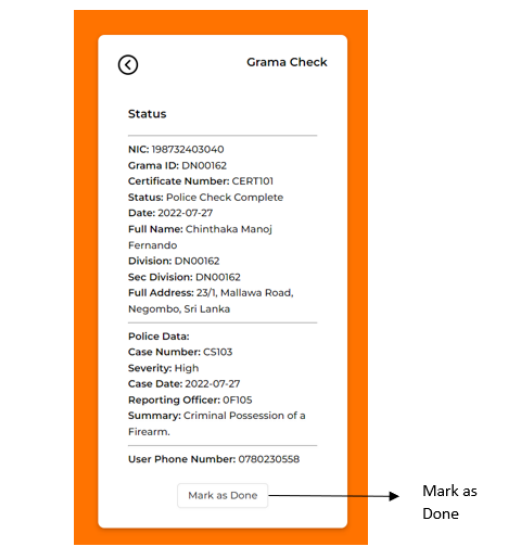 Grama Check
Status
NIC: 198732403040
Grama ID: DN00162
Certificate Number: CERT101
Status: Police Check Complete
Date: 2022-07-27
Full Name: Chinthaka Manoj
Fernando
Division: DN00162
Sec Division: DN00162
Full Address: 23/1, Mallawa Road,
Negombo, Sri Lanka
Police Data:
Case Number: CS103
Severity: High
Case Date: 2022-07-27
Reporting Officer: 0F105
Summary: Criminal Possession of a
Firearm.
User Phone Number: 0780230558
Mark as Done
Mark as
Done